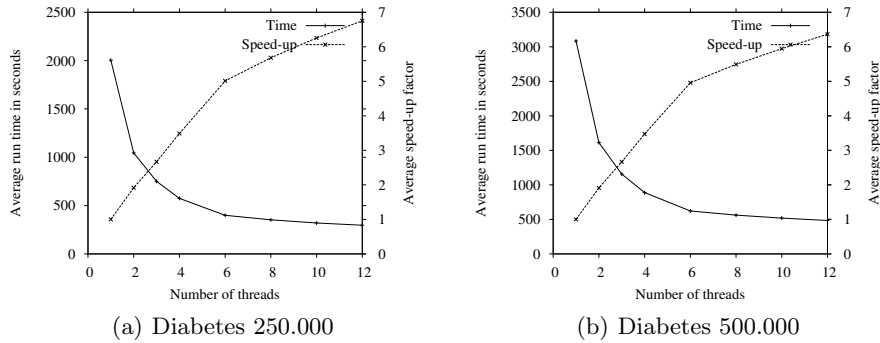 2500
2000
1500
1000
500
0
Average run time in seconds
Time
Speed-up
7
6
5
4
3
2
1
0
Average speed-up factor
0 2 4 6 8 10 12
Number of threads
(a) Diabetes 250.000
3500
3000
2500
2000
1500
1000
500
0
Average run time in seconds
Time
Speed-up
7
6
5
4
3
2
1
0
Average speed-up factor
0 2 4 6 8 10 12
Number of threads
(b) Diabetes 500.000